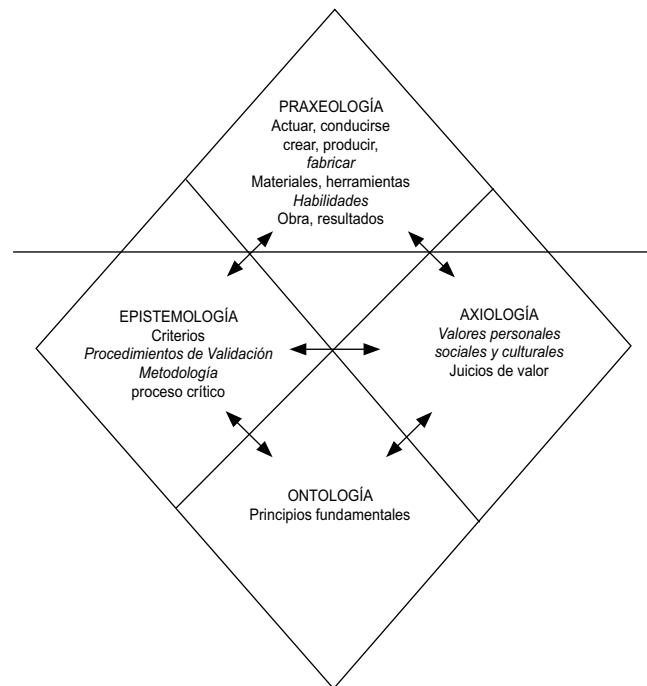 PRAXEOLOGÍA
Actuar, conducirse
crear, producir,
fabricar
Materiales, herramientas
Habilidades
Obra, resultados
EPISTEMOLOGÍA
Criterios
Procedimientos de Validación
Metodología
proceso crítico
AXIOLOGÍA
Valores personales
sociales y culturales
Juicios de valor
ONTOLOGÍA
Principios fundamentales